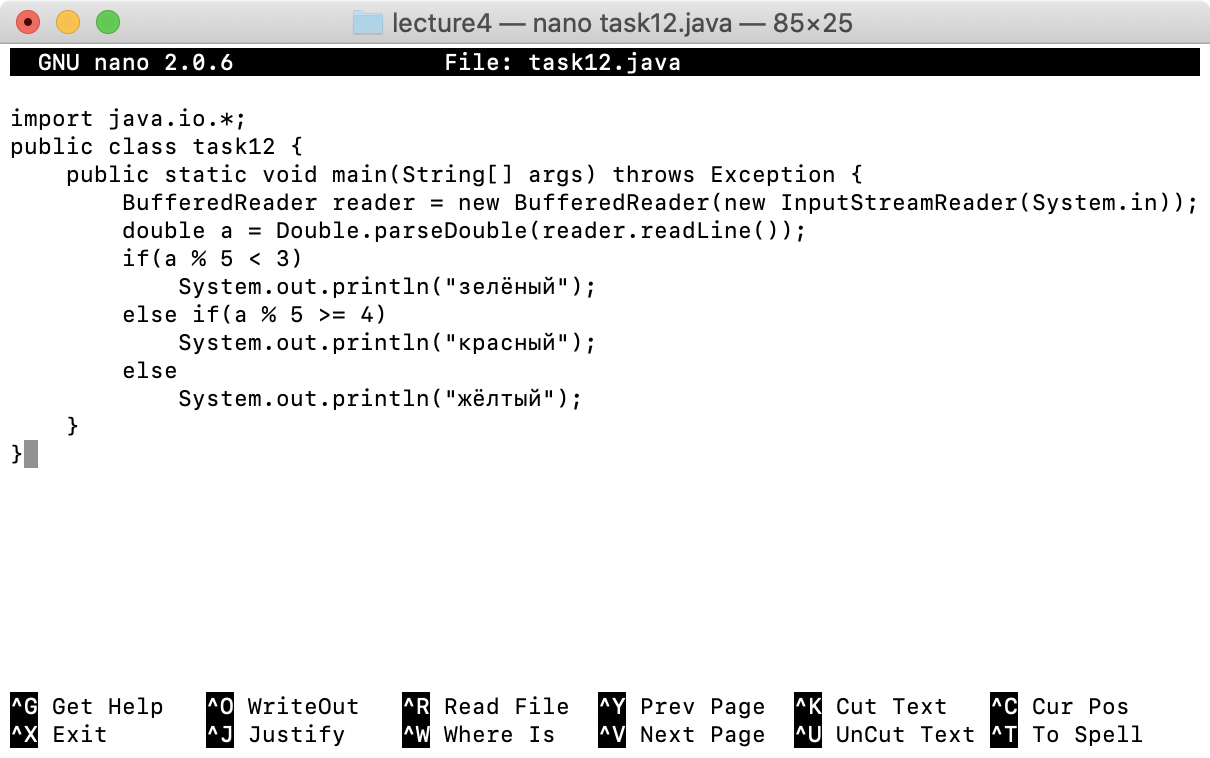 lecture4 — nano task12.java — 85×25
GNU nano 2.0.6 File: task12.java
import java.io.*;
public class task12 {
    public static void main(String[] args) throws Exception {
        BufferedReader reader = new BufferedReader(new InputStreamReader(System.in));
        double a = Double.parseDouble(reader.readLine());
        if(a % 5 < 3)
            System.out.println("зелёный");
        else if(a % 5 >= 4)
            System.out.println("красный");
        else
            System.out.println("жёлтый");
    }
}
^G Get Help ^O WriteOut ^R Read File ^Y Prev Page ^K Cut Text ^C Cur Pos
^X Exit ^J Justify ^W Where Is ^V Next Page ^U UnCut Text ^T To Spell